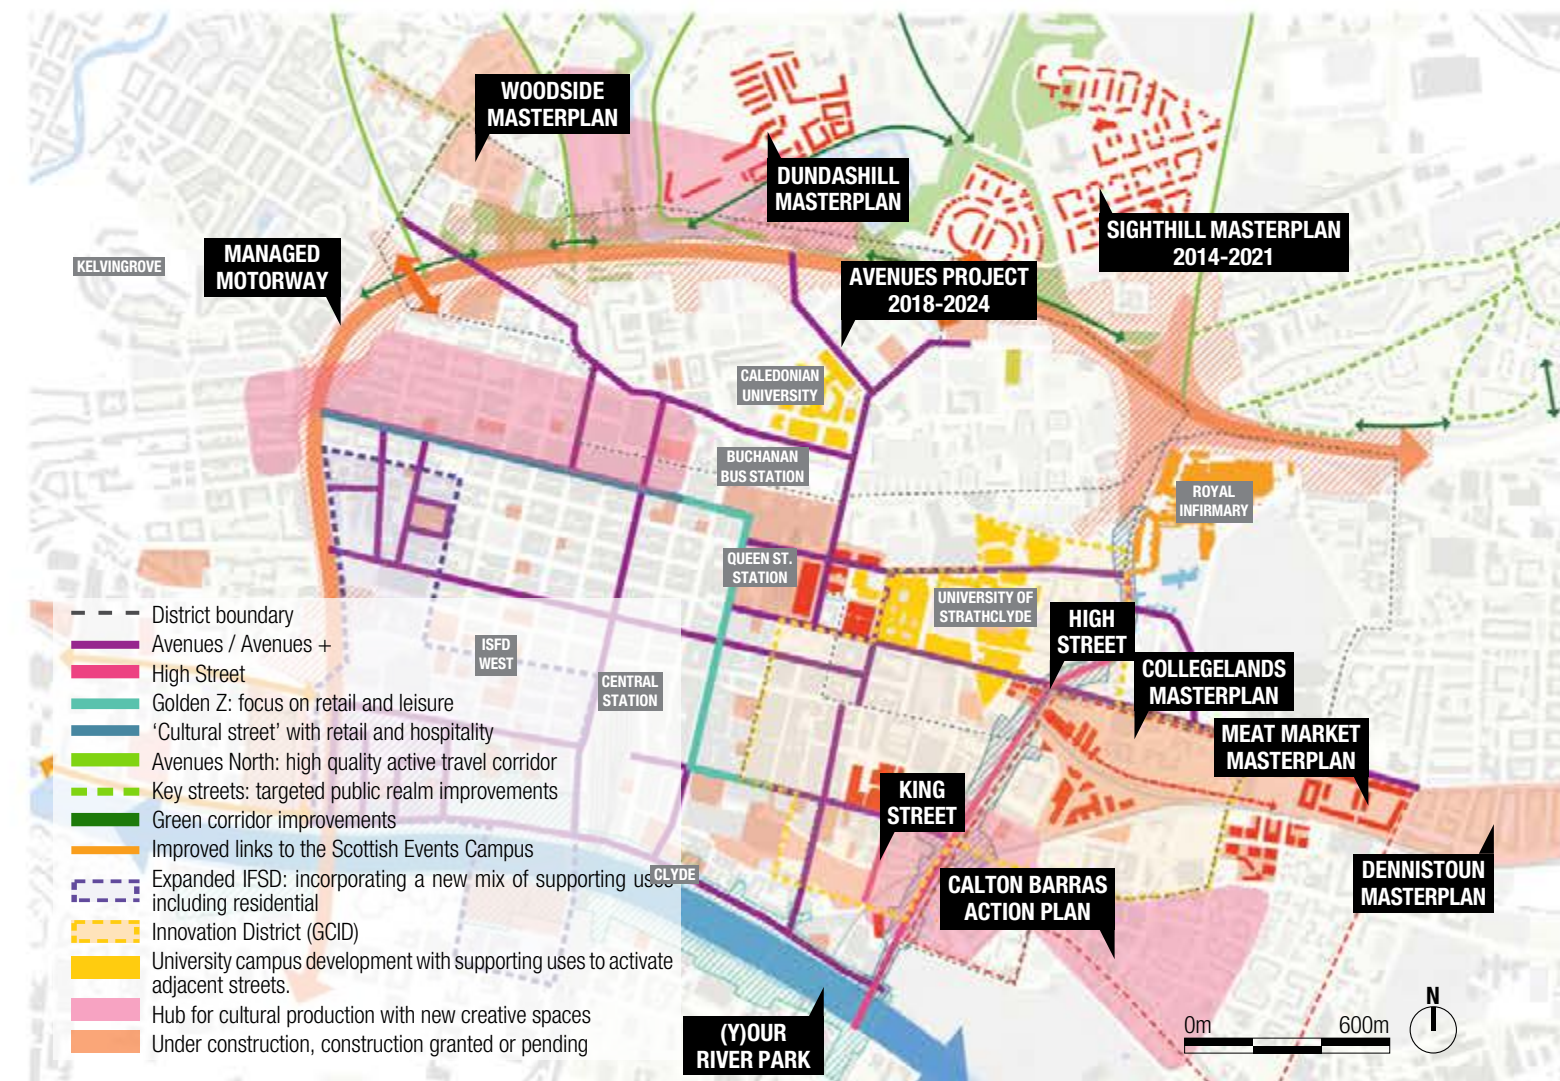 WOODSIDE
MASTERPLAN
DUNDASHILL
MASTERPLAN
SIGHTHILL MASTERPLAN
2014-2021
MANAGED
MOTORWAY
KELVINGROVE
AVENUES PROJECT
2018-2024
CALEDONIAN
UNIVERSITY
BUCHANAN
BUS STATION
ROYAL
INFIRMARY
QUEEN ST.
STATION
UNIVERSITY OF
STRATHCLYDE
HIGH
STREET
COLLEGELANDS
MASTERPLAN
MEAT MARKET
MASTERPLAN
ISFD
WEST
CENTRAL
STATION
KING
STREET
CLYDE
CALTON BARRAS
ACTION PLAN
DENNISTOUN
MASTERPLAN
(Y)OUR
RIVER PARK
District boundary
Avenues / Avenues +
High Street
Golden Z: focus on retail and leisure
‘Cultural street’ with retail and hospitality
Avenues North: high quality active travel corridor
Key streets: targeted public realm improvements
Green corridor improvements
Improved links to the Scottish Events Campus
Expanded IFSD: incorporating a new mix of supporting uses
including residential
Innovation District (GCID)
University campus development with supporting uses to activate
adjacent streets.
Hub for cultural production with new creative spaces
Under construction, construction granted or pending
0m 600m
N